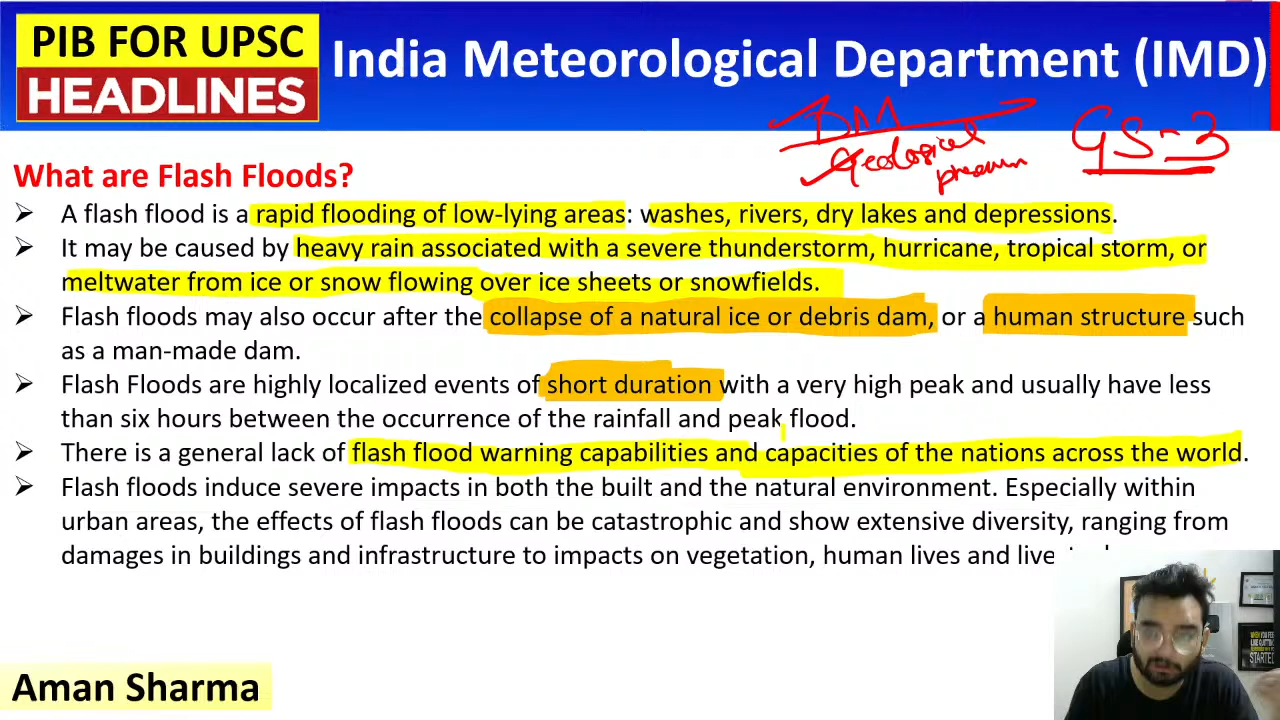 PIB FOR UPSC
HEADLINES
India Meteorological Department (IMD)
DM
Geological
GS-3
What are Flash Floods?
➢ A flash flood is a rapid flooding of low-lying areas: washes, rivers, dry lakes and depressions.
➢ It may be caused by heavy rain associated with a severe thunderstorm, hurricane, tropical storm, or
meltwater from ice or snow flowing over ice sheets or snowfields.
➢ Flash floods may also occur after the collapse of a natural ice or debris dam, or a human structure such
as a man-made dam.
➢ Flash Floods are highly localized events of short duration with a very high peak and usually have less
than six hours between the occurrence of the rainfall and peak flood.
➢ There is a general lack of flash flood warning capabilities and capacities of the nations across the world.
➢ Flash floods induce severe impacts in both the built and the natural environment. Especially within
urban areas, the effects of flash floods can be catastrophic and show extensive diversity, ranging from
damages in buildings and infrastructure to impacts on vegetation, human lives and
Aman Sharma